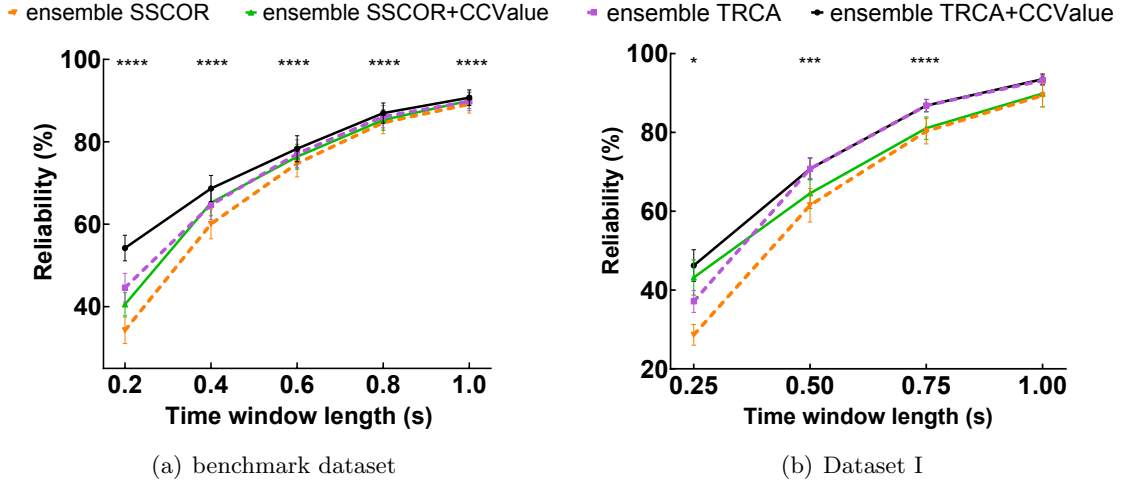 ensemble SSCOR ensemble SSCOR+CCValue ensemble TRCA ensemble TRCA+CCValue
100
80
60
40
**** **** **** **** ****
Reliability (%)
0.2 0.4 0.6 0.8 1.0
Time window length (s)
(a) benchmark dataset
100
80
60
40
20
* *** ****
Reliability (%)
0.25 0.50 0.75 1.00
Time window length (s)
(b) Dataset I